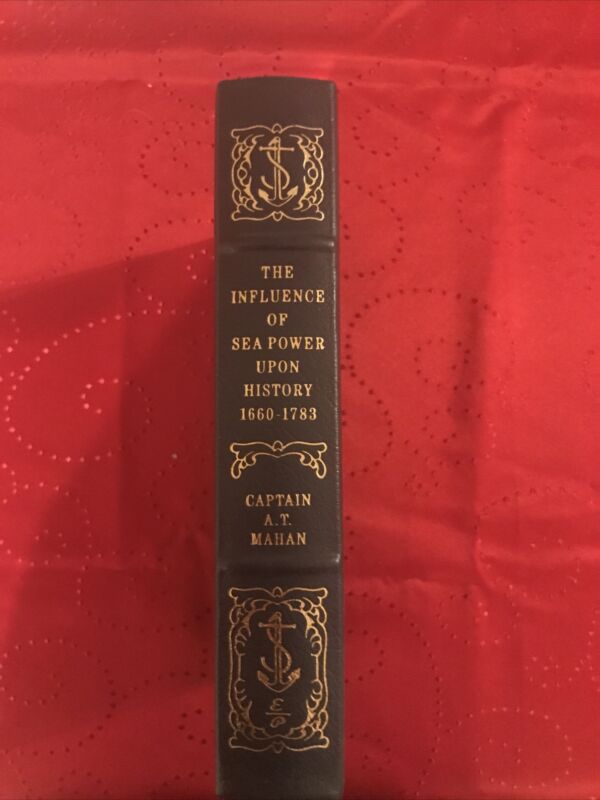 THE
INFLUENCE
OF
SEA POWER
UPON
HISTORY
1660-1783
CAPTAIN
A.T.
MAHAN